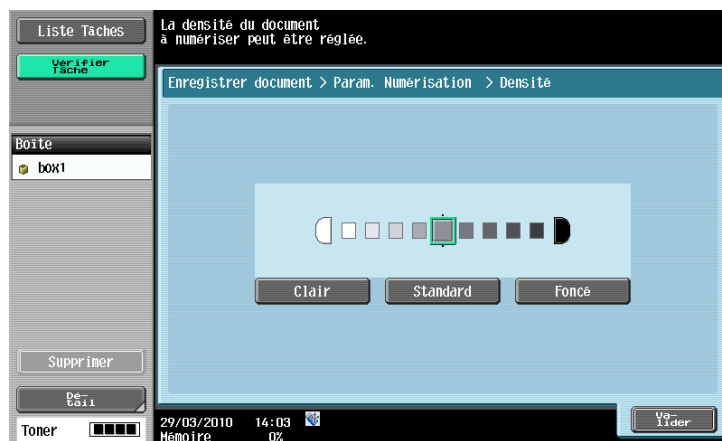 Liste Tâches
La densité du document
à numériser peut être réglée.
Vérifier
Tâche
Enregistrer document > Param. Numérisation > Densité
Boîte
box1
Clair
Standard
Foncé
Supprimer
Dé-
tail
Toner
29/03/2010 14:03
Mémoire 0%
Va-
lider